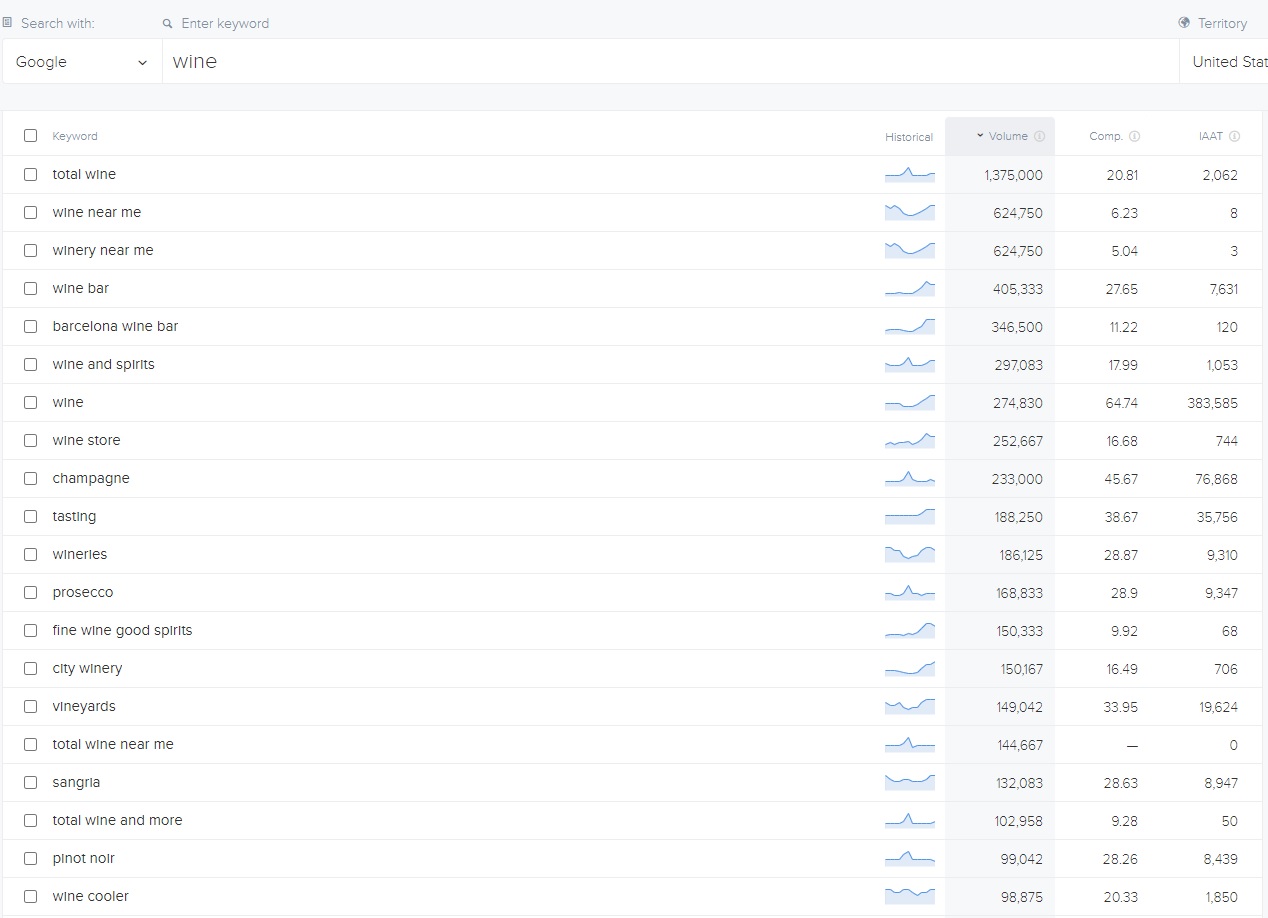 Search with: Enter keyword Territory
Google wine United Stat
Keyword Historical Volume Comp. IAAT
total wine 1,375,000 20.81 2,062
wine near me 624,750 6.23 8
winery near me 624,750 5.04 3
wine bar 405,333 27.65 7,631
barcelona wine bar 346,500 11.22 120
wine and spirits 297,083 17.99 1,053
wine 274,830 64.74 383,585
wine store 252,667 16.68 744
champagne 233,000 45.67 76,868
tasting 188,250 38.67 35,756
wineries 186,125 28.87 9,310
prosecco 168,833 28.9 9,347
fine wine good spirits 150,333 9.92 68
city winery 150,167 16.49 706
vineyards 149,042 33.95 19,624
total wine near me 144,667 — 0
sangria 132,083 28.63 8,947
total wine and more 102,958 9.28 50
pinot noir 99,042 28.26 8,439
wine cooler 98,875 20.33 1,850